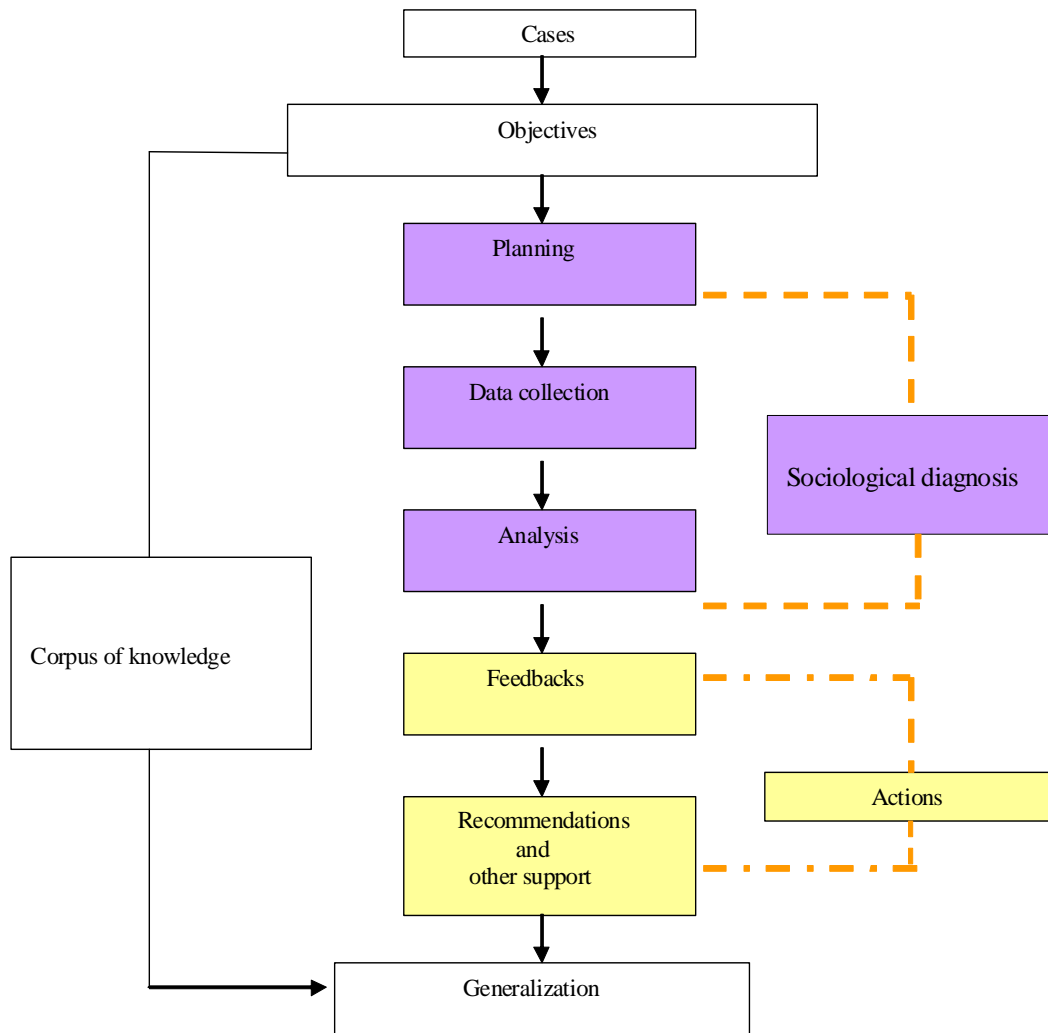 Cases
Objectives
Planning
Data collection
Sociological diagnosis
Analysis
Corpus of knowledge
Feedbacks
Actions
Recommendations
and
other support
Generalization